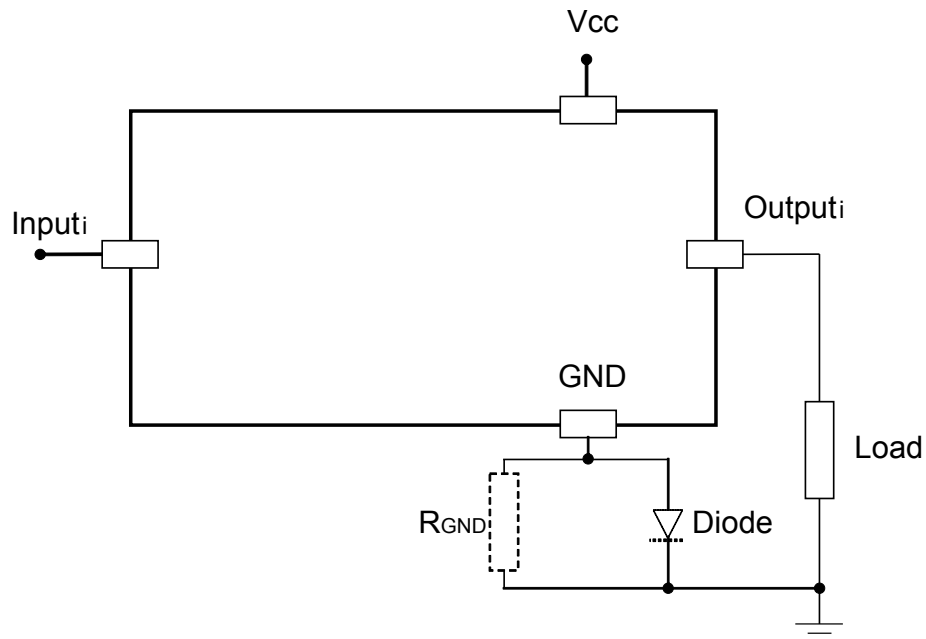 Vcc
Inputi
Outputi
GND
Load
RGND
Diode